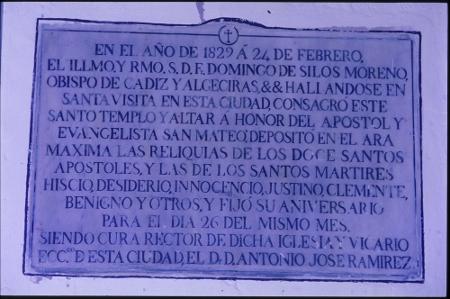 EN EL AÑO DE 1829 Á 24 DE FEBRERO,
EL ILLMO, Y RMO, S. D. F. DOMINGO DE SILOS MORENO,
OBISPO DE CADIZ Y ALGECIRAS, && HALLANDOSE EN
SANTA VISITA EN ESTA CIUDAD, CONSAGRÓ ESTE
SANTO TEMPLO Y ALTAR A HONOR DEL APOSTOL Y
EVANGELISTA SAN MATEO: DEPOSITÓ EN EL ARA
MAXIMA LAS RELIQUIAS DE LOS DOCE SANTOS
APOSTOLES, Y LAS DE LOS SANTOS MARTIRES
HISCIO, DESIDERIO, INNOCENCIO, JUSTINO, CLEMENTE,
BENIGNO Y OTROS, Y FIJÓ SU ANIVERSARIO
PARA EL DIA 26 DEL MISMO MES.
SIENDO CURA RECTOR DE DICHA IGLESIA, Y VICARIO
ECC.º D ESTA CIUDAD, EL D. D. ANTONIO JOSE RAMIREZ.